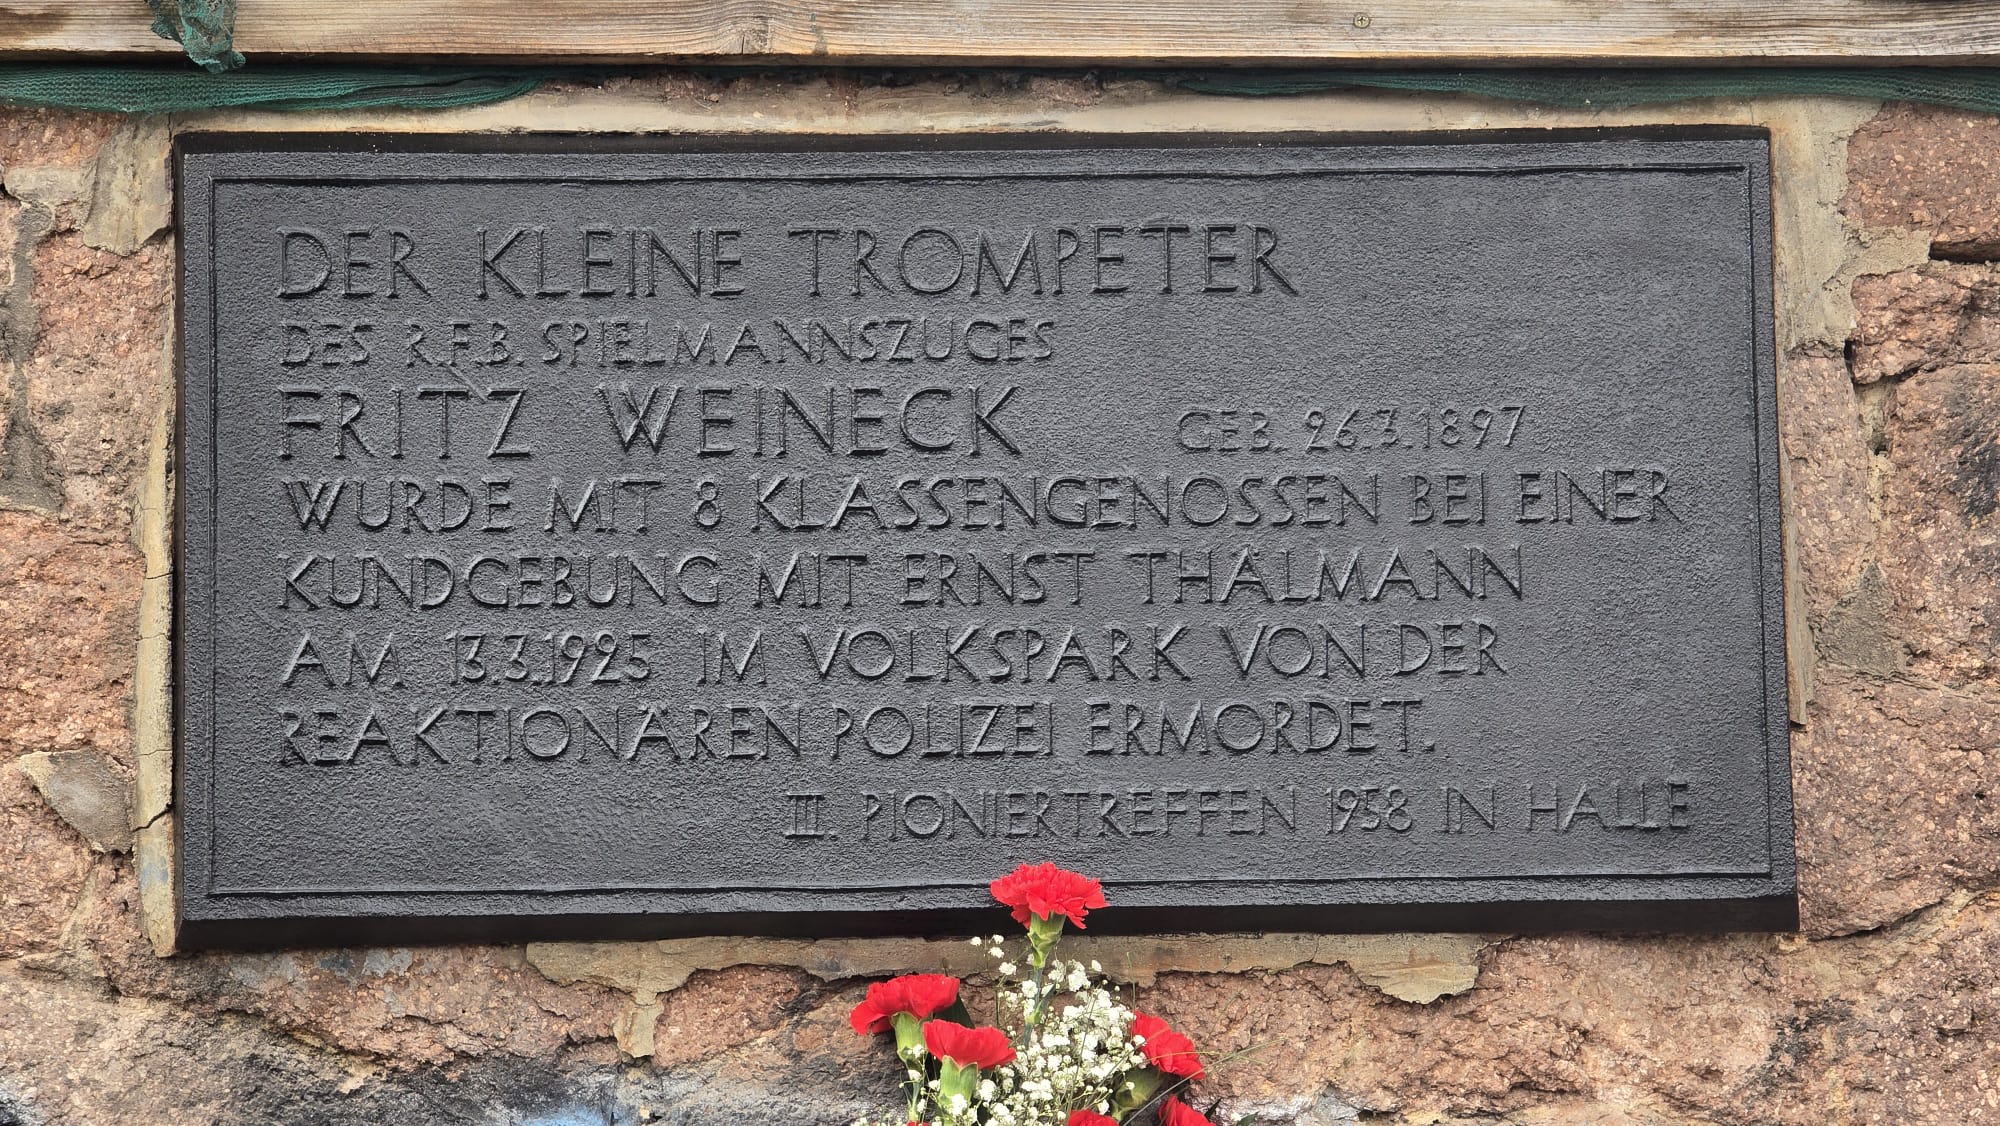 DER KLEINE TROMPETER
DES R.F.B. SPIELMANNSZUGES
FRITZ WEINECK GEB. 26.3.1897
WURDE MIT 8 KLASSENGENOSSEN BEI EINER
KUNDGEBUNG MIT ERNST THÄLMANN
AM 13.3.1925 IM VOLKSPARK VON DER
REAKTIONÄREN POLIZEI ERMORDET.
III. PIONIERTREFFEN 1958 IN HALLE